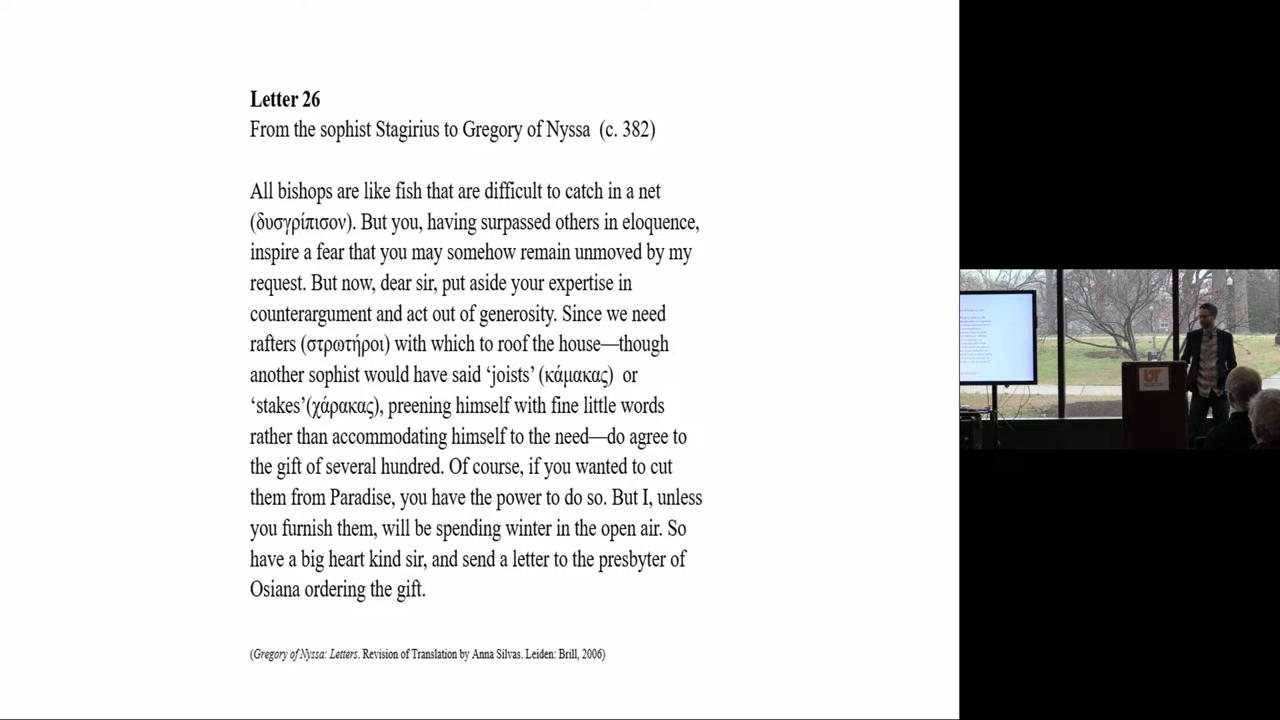 Letter 26
From the sophist Stagirius to Gregory of Nyssa (c. 382)
All bishops are like fish that are difficult to catch in a net
(δυσγρίπισον). But you, having surpassed others in eloquence,
inspire a fear that you may somehow remain unmoved by my
request. But now, dear sir, put aside your expertise in
counterargument and act out of generosity. Since we need
rafters (στρωτῆροι) with which to roof the house—though
another sophist would have said ‘joists’ (κάμακας) or
‘stakes’(χάρακας), preening himself with fine little words
rather than accommodating himself to the need—do agree to
the gift of several hundred. Of course, if you wanted to cut
them from Paradise, you have the power to do so. But I, unless
you furnish them, will be spending winter in the open air. So
have a big heart kind sir, and send a letter to the presbyter of
Osiana ordering the gift.
(Gregory of Nyssa: Letters. Revision of Translation by Anna Silvas. Leiden: Brill, 2006)